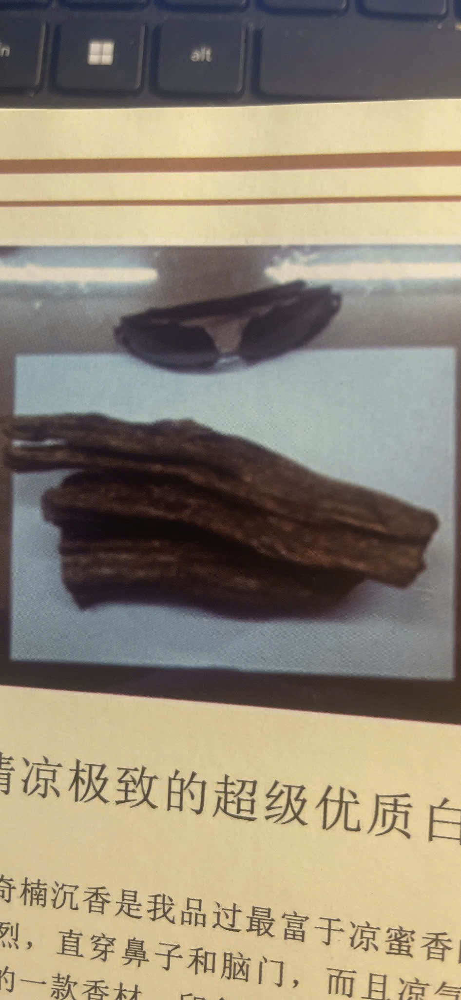 alt
凉极致的超级优质白
奇楠沉香是我品过最富于凉蜜香
烈，直穿鼻子和脑门，而且凉气
的一款香材